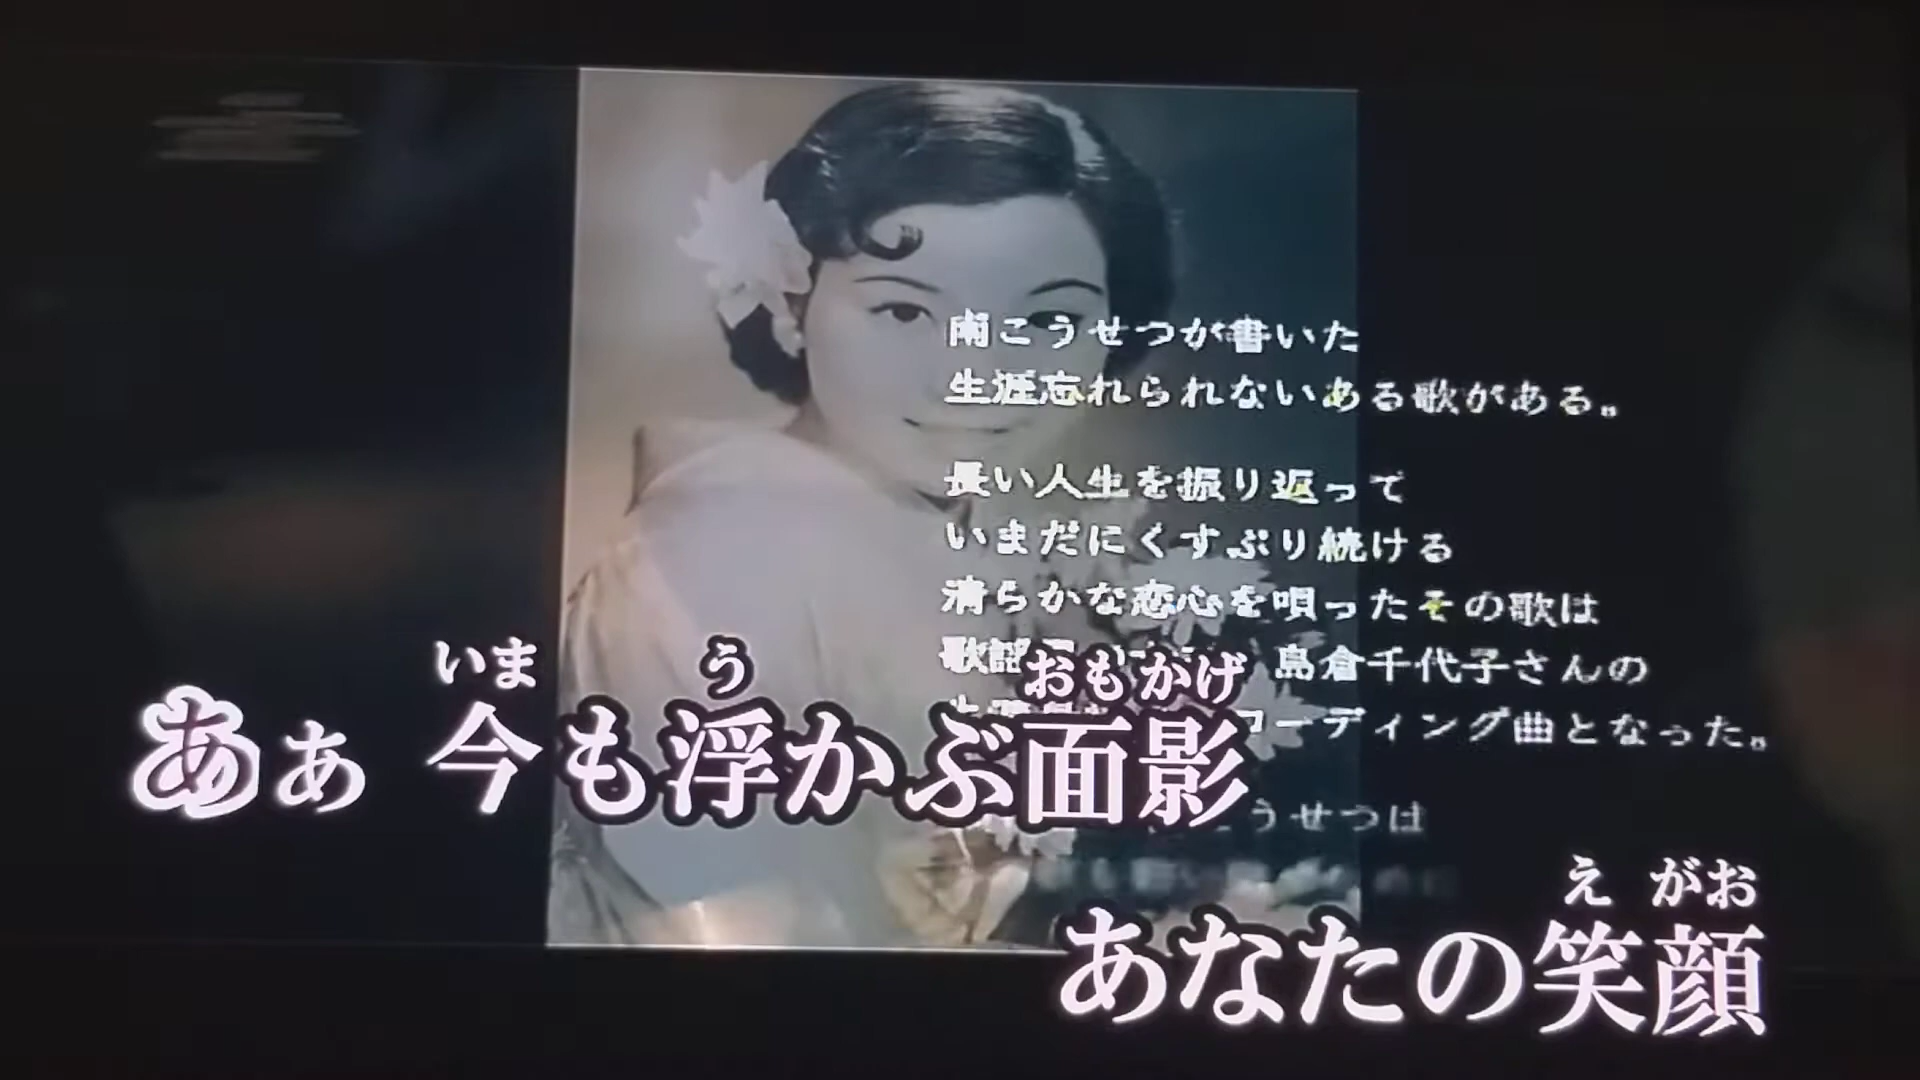 南こうせつが書いた
生涯忘れられないある歌がある。
長い人生を振り返って
いまだにくすぶり続ける
清らかな恋心を唄ったその歌は
歌謡 島倉千代子さんの
コーディング曲となった。
こうせつは
いま う おもかげ
あぁ 今も浮かぶ面影
え がお
あなたの笑顔